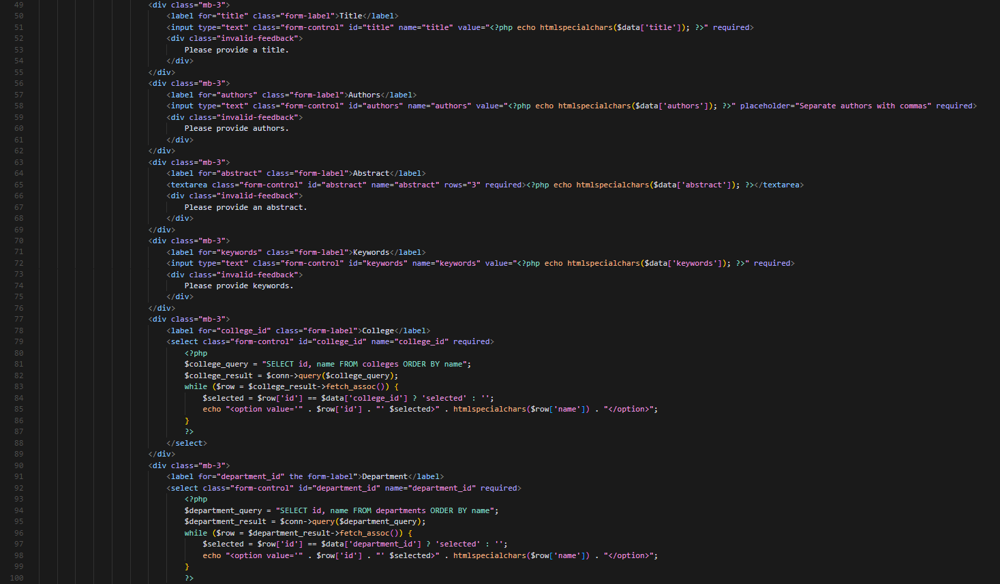 49 <div class="mb-3">
50 <label for="title" class="form-label">Title</label>
51 <input type="text" class="form-control" id="title" name="title" value="<?php echo htmlspecialchars($data['title']); ?>" required>
52 <div class="invalid-feedback">
53 Please provide a title.
54 </div>
55 </div>
56 <div class="mb-3">
57 <label for="authors" class="form-label">Authors</label>
58 <input type="text" class="form-control" id="authors" name="authors" value="<?php echo htmlspecialchars($data['authors']); ?>" placeholder="Separate authors with commas" required>
59 <div class="invalid-feedback">
60 Please provide authors.
61 </div>
62 </div>
63 <div class="mb-3">
64 <label for="abstract" class="form-label">Abstract</label>
65 <textarea class="form-control" id="abstract" name="abstract" rows="3" required><?php echo htmlspecialchars($data['abstract']); ?></textarea>
66 <div class="invalid-feedback">
67 Please provide an abstract.
68 </div>
69 </div>
70 <div class="mb-3">
71 <label for="keywords" class="form-label">Keywords</label>
72 <input type="text" class="form-control" id="keywords" name="keywords" value="<?php echo htmlspecialchars($data['keywords']); ?>" required>
73 <div class="invalid-feedback">
74 Please provide keywords.
75 </div>
76 </div>
77 <div class="mb-3">
78 <label for="college_id" class="form-label">College</label>
79 <select class="form-control" id="college_id" name="college_id" required>
80 <?php
81 $college_query = "SELECT id, name FROM colleges ORDER BY name";
82 $college_result = $conn->query($college_query);
83 while ($row = $college_result->fetch_assoc()) {
84 $selected = $row['id'] == $data['college_id'] ? 'selected' : '';
85 echo "<option value='" . $row['id'] . "' $selected>" . htmlspecialchars($row['name']) . "</option>";
86 }
87 ?>
88 </select>
89 </div>
90 <div class="mb-3">
91 <label for="department_id" the form-label">Department</label>
92 <select class="form-control" id="department_id" name="department_id" required>
93 <?php
94 $department_query = "SELECT id, name FROM departments ORDER BY name";
95 $department_result = $conn->query($department_query);
96 while ($row = $department_result->fetch_assoc()) {
97 $selected = $row['id'] == $data['department_id'] ? 'selected' : '';
98 echo "<option value='" . $row['id'] . "' $selected>" . htmlspecialchars($row['name']) . "</option>";
99 }
100 ?>